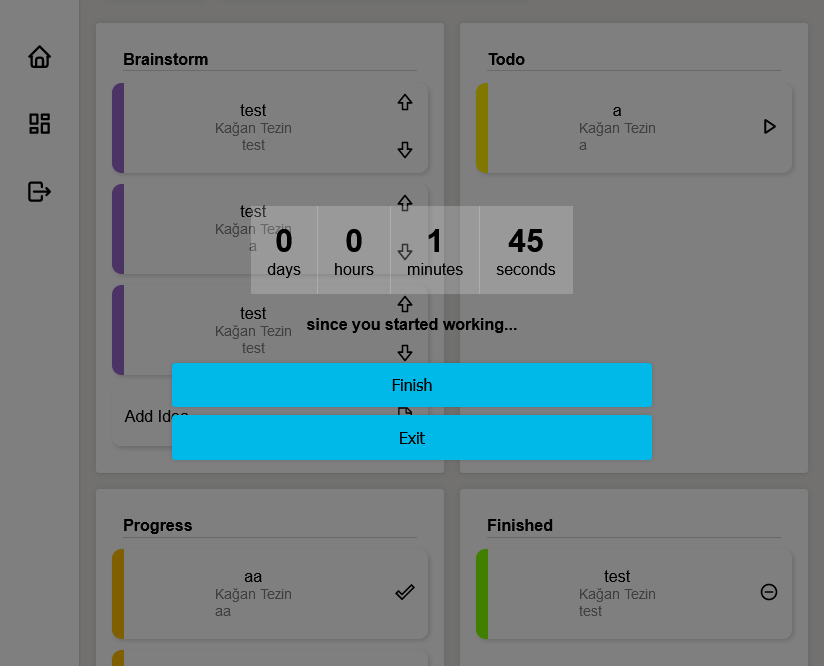 Brainstorm
test
Kağan Tezin
test
test
Kağan Tezin
a
test
Kağan Tezin
test
Add Idea
Todo
a
Kağan Tezin
a
0 days
0 hours
1 minutes
45 seconds
since you started working...
Finish
Exit
Progress
aa
Kağan Tezin
aa
Finished
test
Kağan Tezin
test